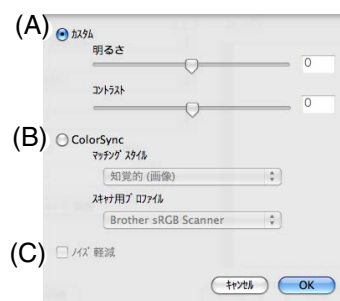 (A) カスタム
明るさ
0
コントラスト
0
(B) ColorSync
マッチング スタイル
知覚的 (画像)
スキャナ用プロファイル
Brother sRGB Scanner
(C) ノイズ 軽減
キャンセル OK